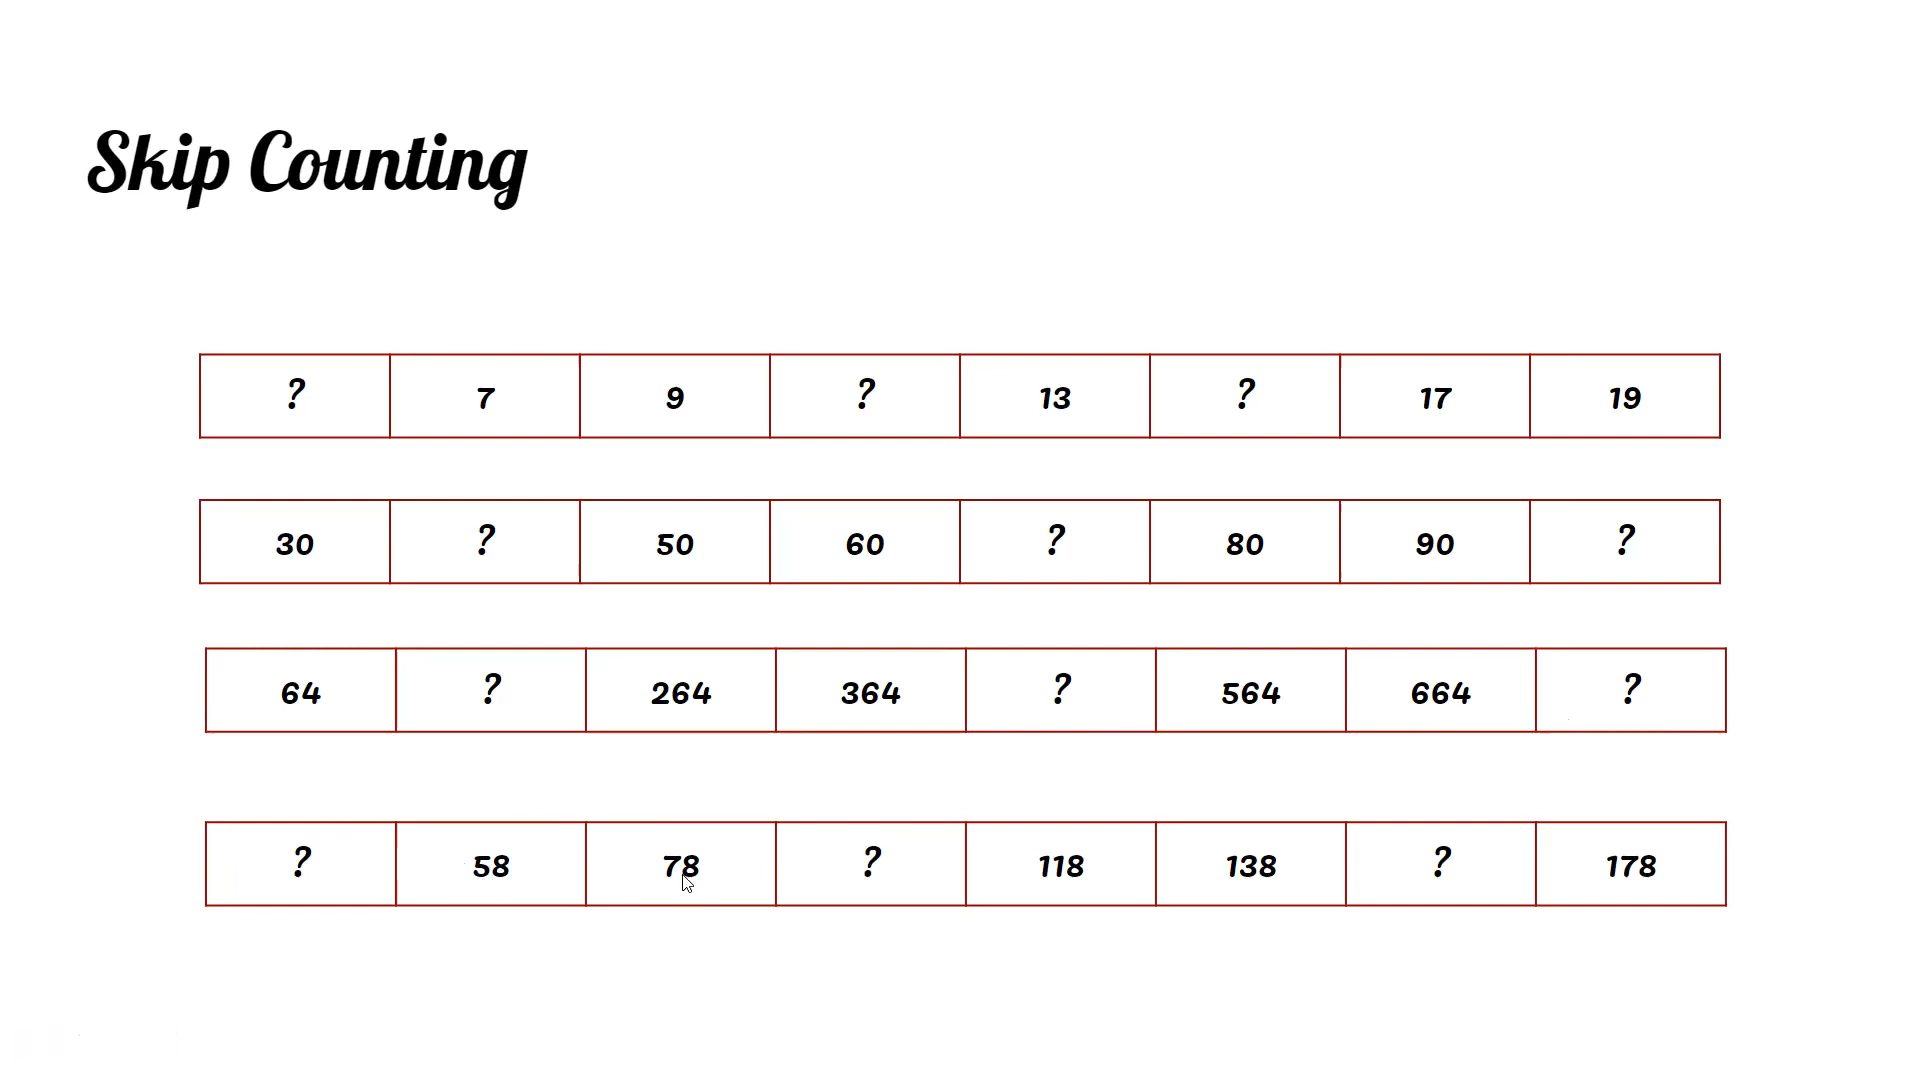 Skip Counting
? 7 9 ? 13 ? 17 19
30 ? 50 60 ? 80 90 ?
64 ? 264 364 ? 564 664 ?
? 58 78 ? 118 138 ? 178